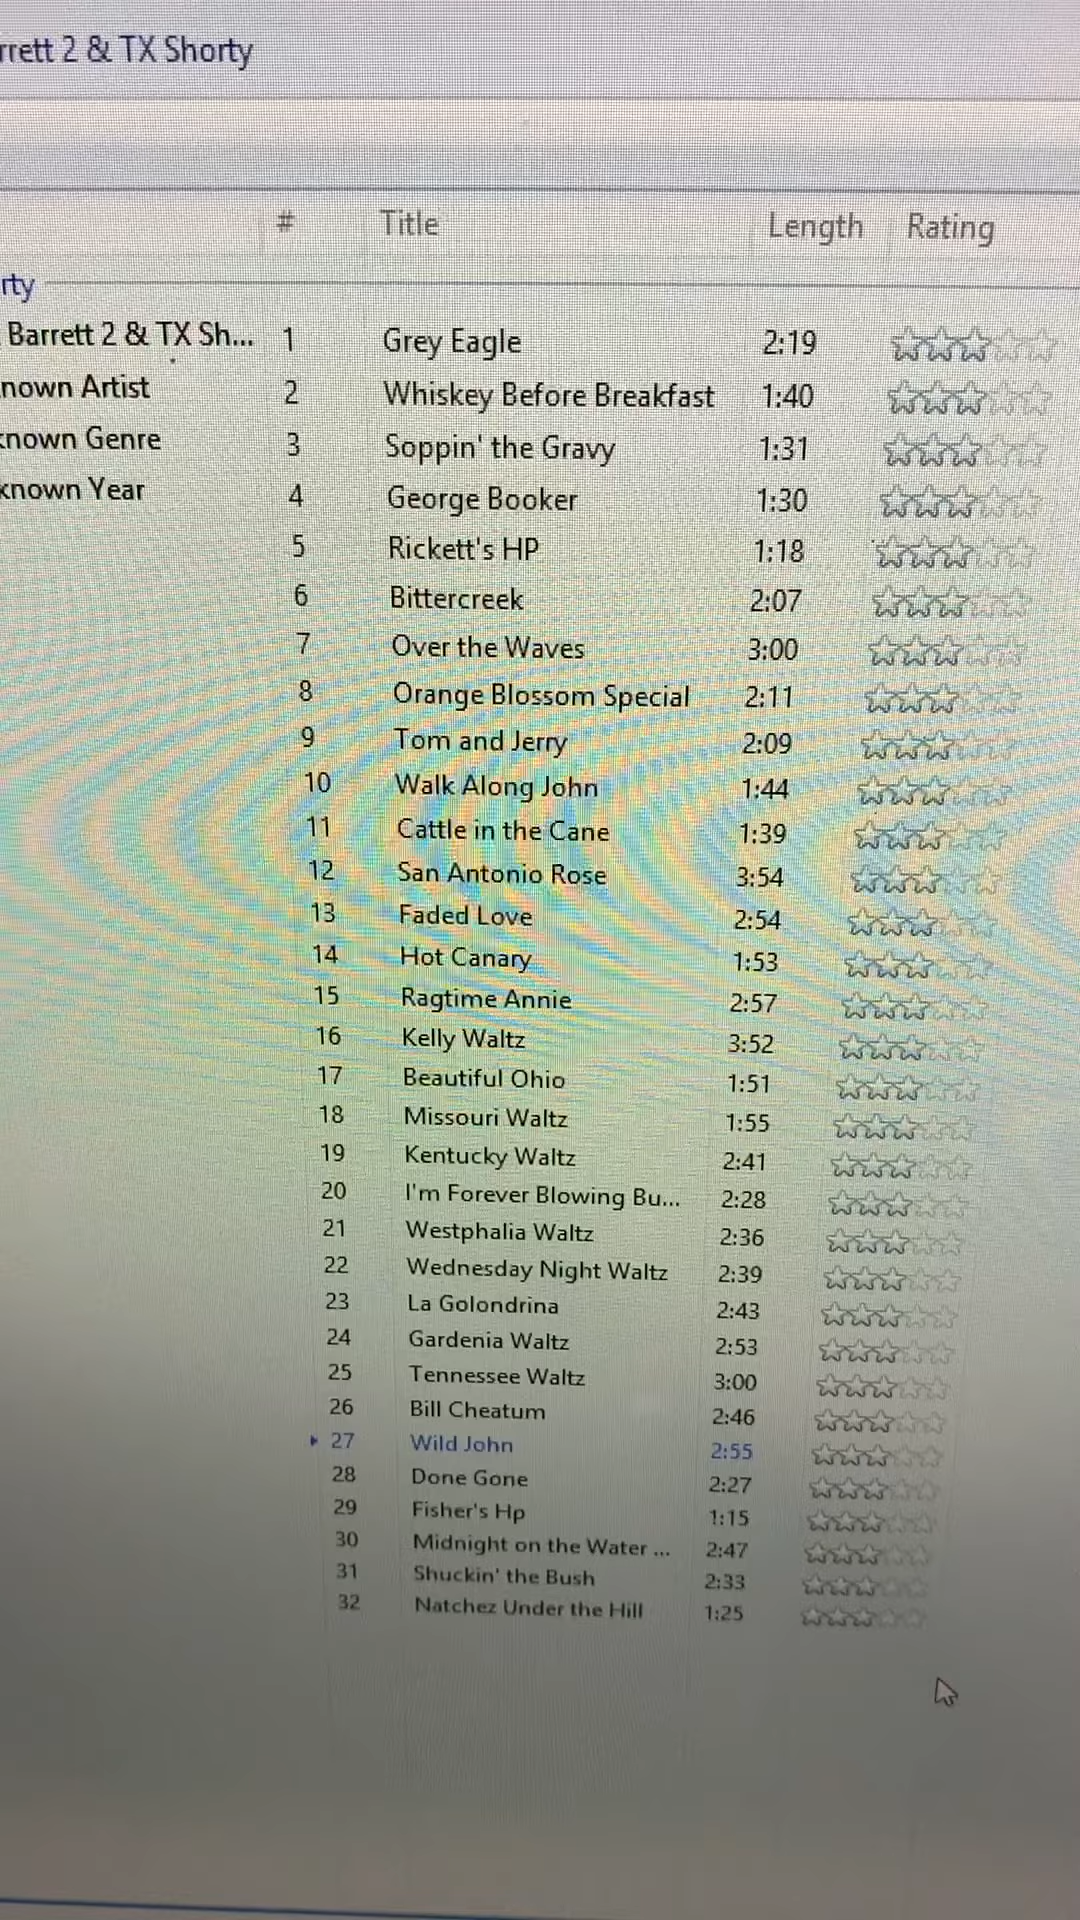 rrett 2 & TX Shorty
# Title Length Rating
rty
Barrett 2 & TX Sh... 1 Grey Eagle 2:19
nown Artist 2 Whiskey Before Breakfast 1:40
known Genre 3 Soppin' the Gravy 1:31
known Year 4 George Booker 1:30
5 Rickett's HP 1:18
6 Bittercreek 2:07
7 Over the Waves 3:00
8 Orange Blossom Special 2:11
9 Tom and Jerry 2:09
10 Walk Along John 1:44
11 Cattle in the Cane 1:39
12 San Antonio Rose 3:54
13 Faded Love 2:54
14 Hot Canary 1:53
15 Ragtime Annie 2:57
16 Kelly Waltz 3:52
17 Beautiful Ohio 1:51
18 Missouri Waltz 1:55
19 Kentucky Waltz 2:41
20 I'm Forever Blowing Bu... 2:28
21 Westphalia Waltz 2:36
22 Wednesday Night Waltz 2:39
23 La Golondrina 2:43
24 Gardenia Waltz 2:53
25 Tennessee Waltz 3:00
26 Bill Cheatum 2:46
27 Wild John 2:55
28 Done Gone 2:27
29 Fisher's Hp 1:15
30 Midnight on the Water ... 2:47
31 Shuckin' the Bush 2:33
32 Natchez Under the Hill 1:25